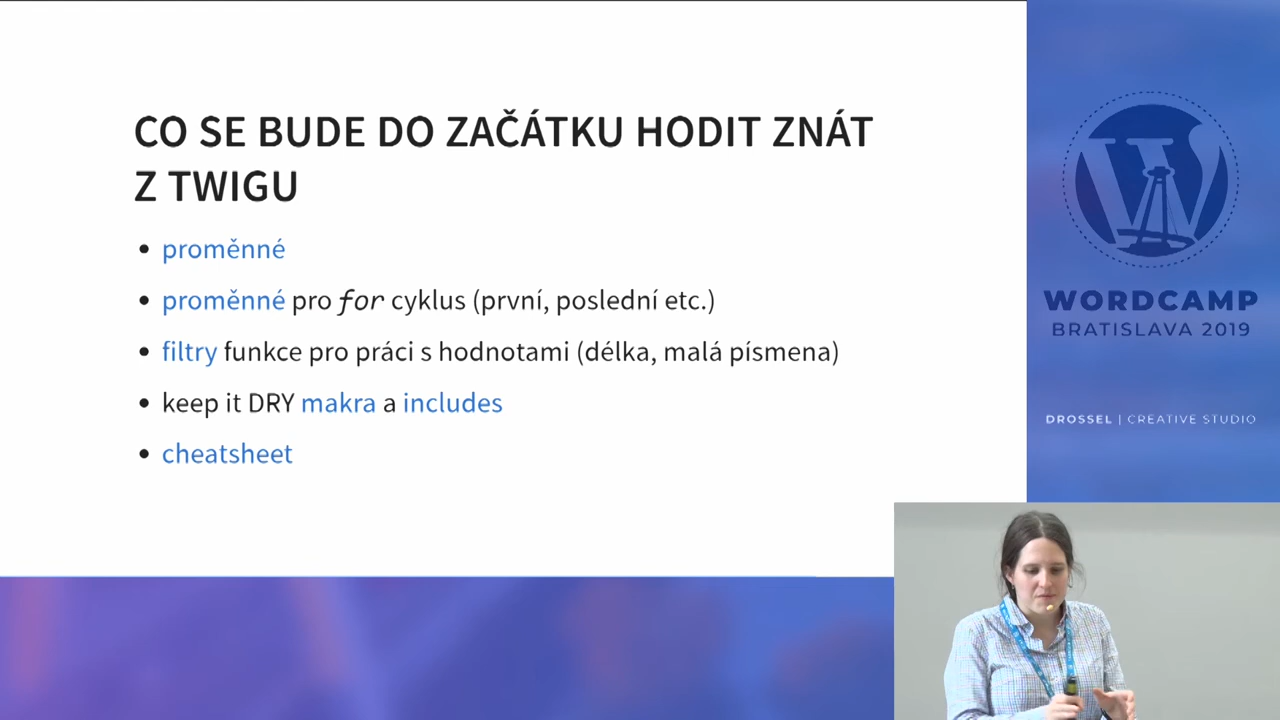 CO SE BUDE DO ZAČÁTKU HODIT ZNÁT
Z TWIGU
proměnné
proměnné pro for cyklus (první, poslední etc.)
filtry funkce pro práci s hodnotami (délka, malá písmena)
keep it DRY makra a includes
cheatsheet
WORDCAMP
BRATISLAVA 2019
DROSSEL | CREATIVE STUDIO